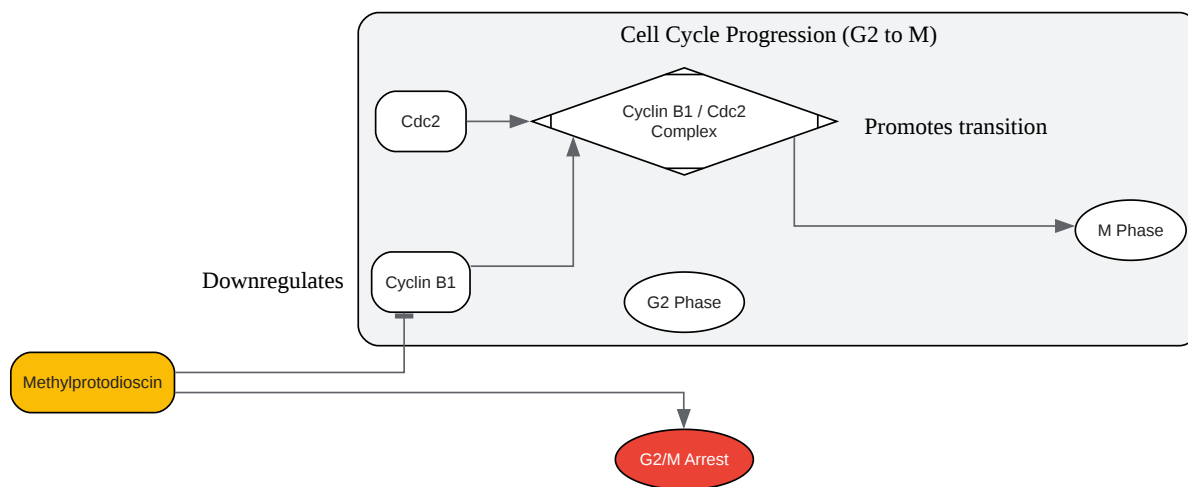 Cell Cycle Progression (G2 to M)
Cdc2
Cyclin B1 / Cdc2
Complex
Promotes transition
M Phase
Downregulates
Cyclin B1
G2 Phase
Methylprotodioscin
G2/M Arrest